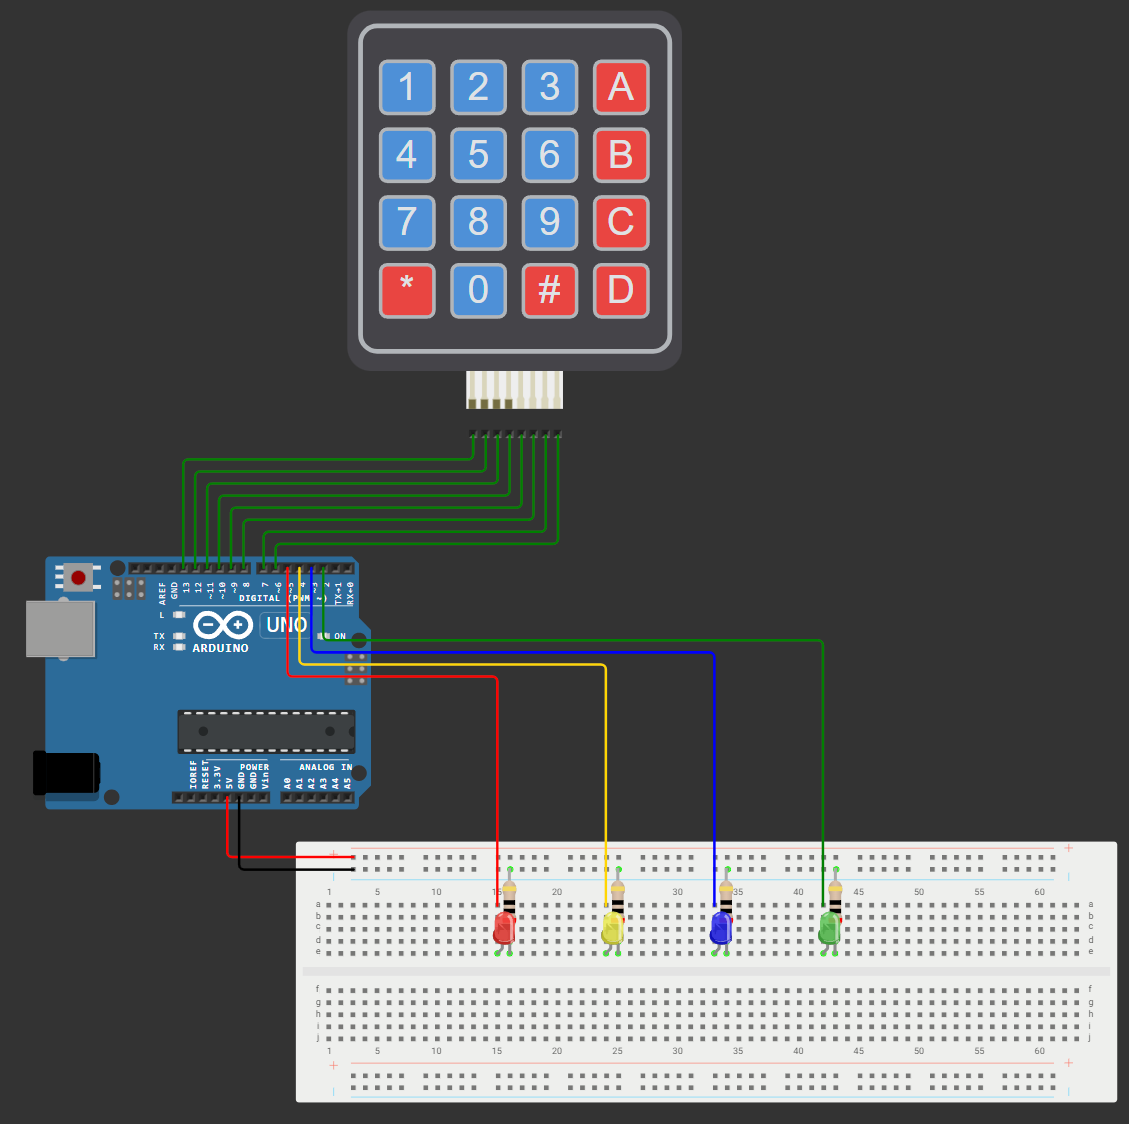 1 2 3 A
4 5 6 B
7 8 9 C
* 0 # D
AREF
GND
13
12
~11
~10
~9
8
7
~6
~5
4
~3
2
TX→1
RX←0
DIGITAL (PWM ~)
L
TX
RX
UNO
ON
ARDUINO
POWER
ANALOG IN
IOREF
RESET
3.3V
5V
GND
GND
Vin
A0
A1
A2
A3
A4
A5
1 5 10 15 20 25 30 35 40 45 50 55 60
a a
b b
c c
d d
e e
f f
g g
h h
i i
j j
1 5 10 15 20 25 30 35 40 45 50 55 60